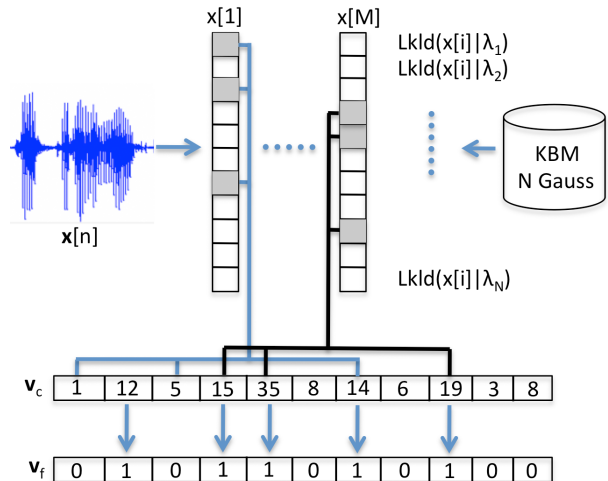 x[1] x[M]
Lkld(x[i]|λ₁)
Lkld(x[i]|λ₂)
KBM
N Gauss
x[n]
Lkld(x[i]|λN)
vc 1 12 5 15 35 8 14 6 19 3 8
vf 0 1 0 1 1 0 1 0 1 0 0